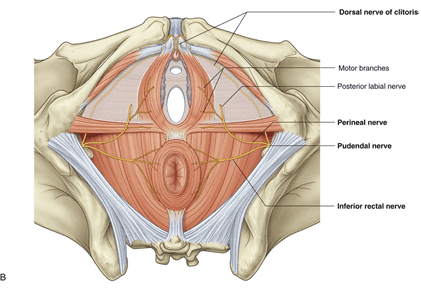 Dorsal nerve of clitoris
Motor branches
Posterior labial nerve
Perineal nerve
Pudendal nerve
Inferior rectal nerve
B